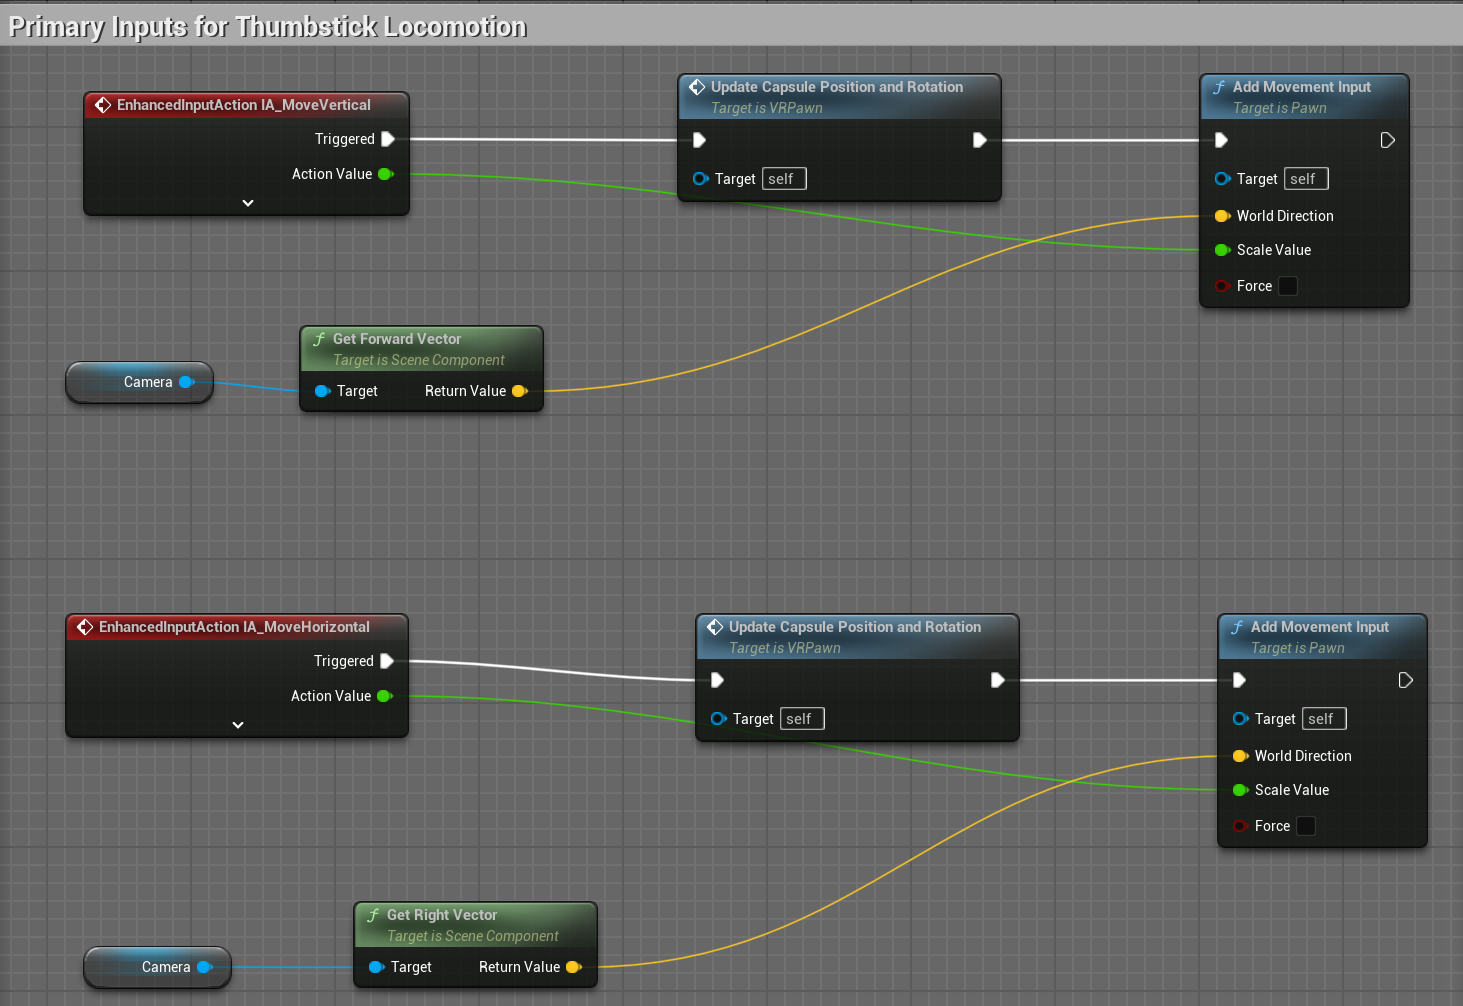 Primary Inputs for Thumbstick Locomotion
EnhancedInputAction IA_MoveVertical
Triggered
Action Value
Update Capsule Position and Rotation
Target is VRPawn
Target self
Add Movement Input
Target is Pawn
Target self
World Direction
Scale Value
Force
Camera
Get Forward Vector
Target is Scene Component
Target Return Value
EnhancedInputAction IA_MoveHorizontal
Triggered
Action Value
Update Capsule Position and Rotation
Target is VRPawn
Target self
Add Movement Input
Target is Pawn
Target self
World Direction
Scale Value
Force
Camera
Get Right Vector
Target is Scene Component
Target Return Value